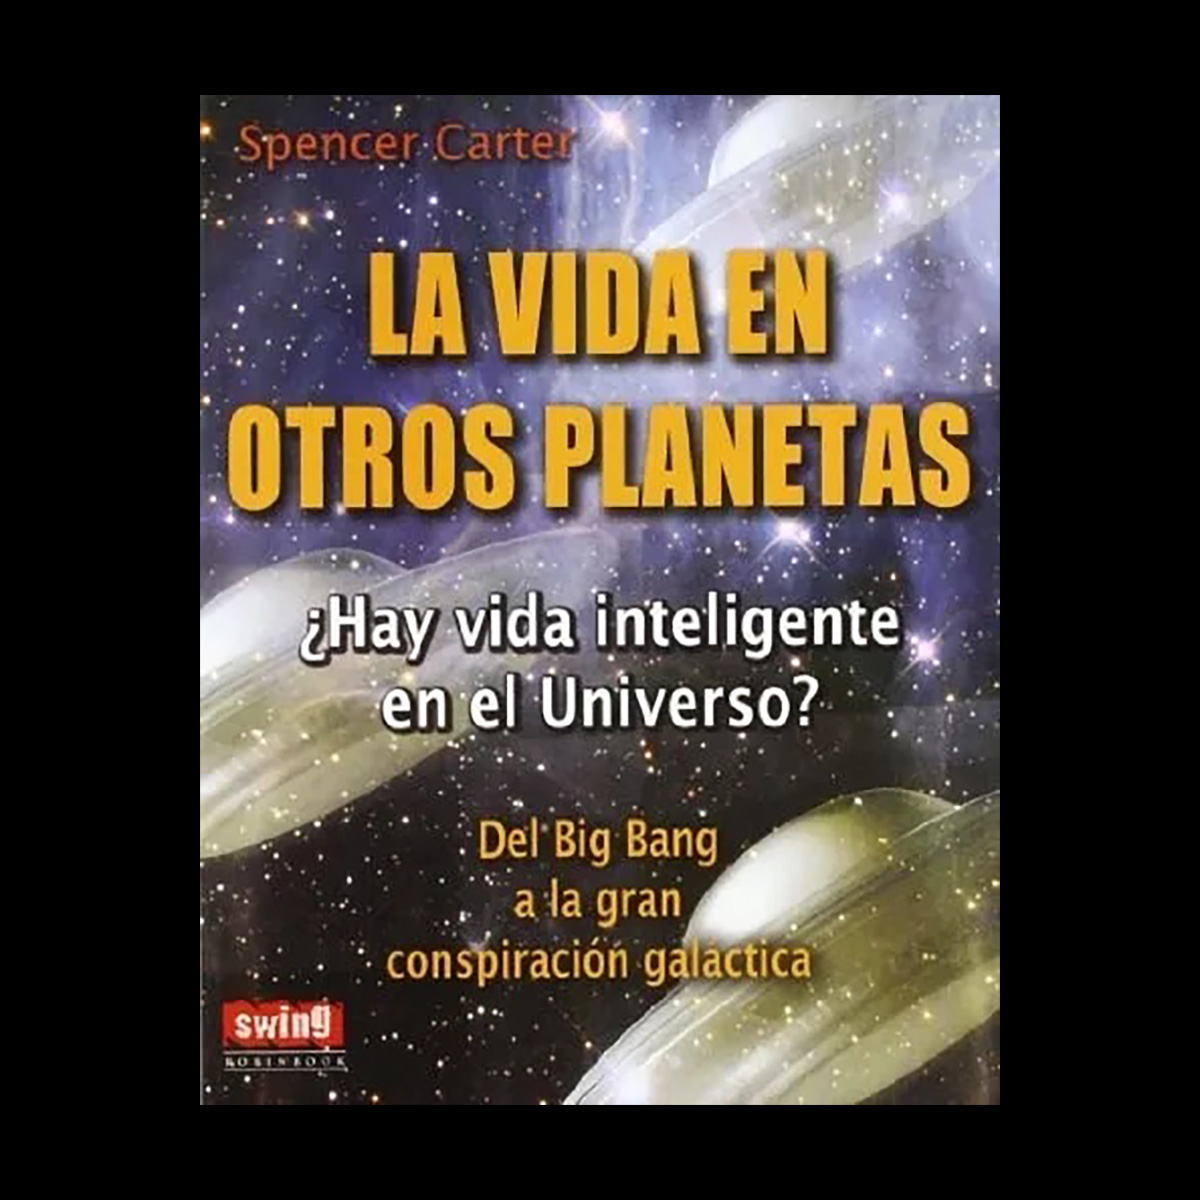 Spencer Carter
LA VIDA EN
OTROS PLANETAS
¿Hay vida inteligente
en el Universo?
Del Big Bang
a la gran
conspiración galáctica
swing
ROBINBOOK